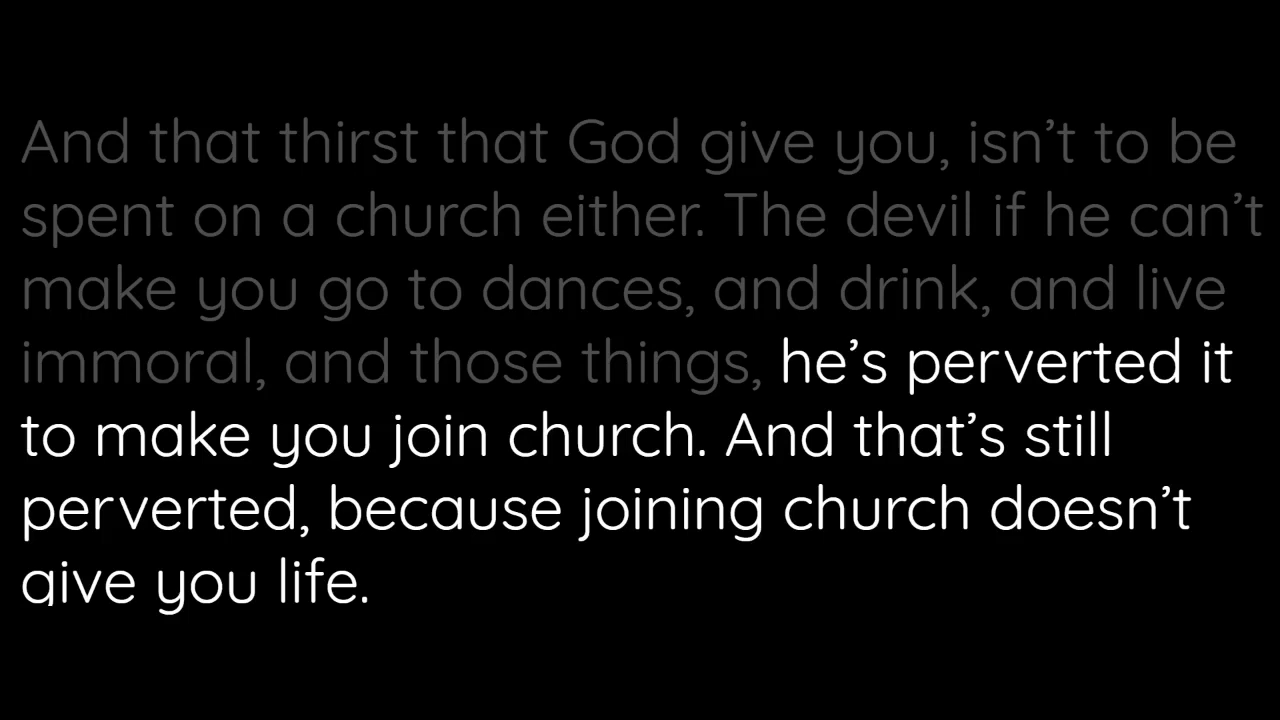 And that thirst that God give you, isn’t to be
spent on a church either. The devil if he can’t
make you go to dances, and drink, and live
immoral, and those things, he’s perverted it
to make you join church. And that’s still
perverted, because joining church doesn’t
give you life.